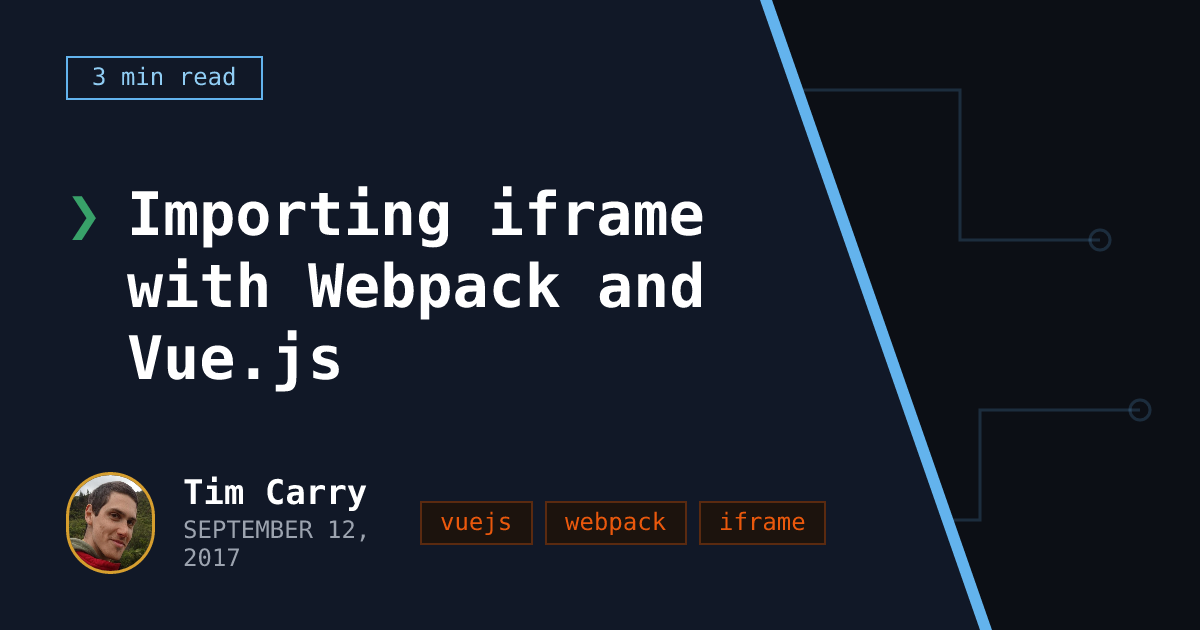 3 min read
❯ Importing iframe
with Webpack and
Vue.js
Tim Carry
SEPTEMBER 12,
2017
vuejs webpack iframe